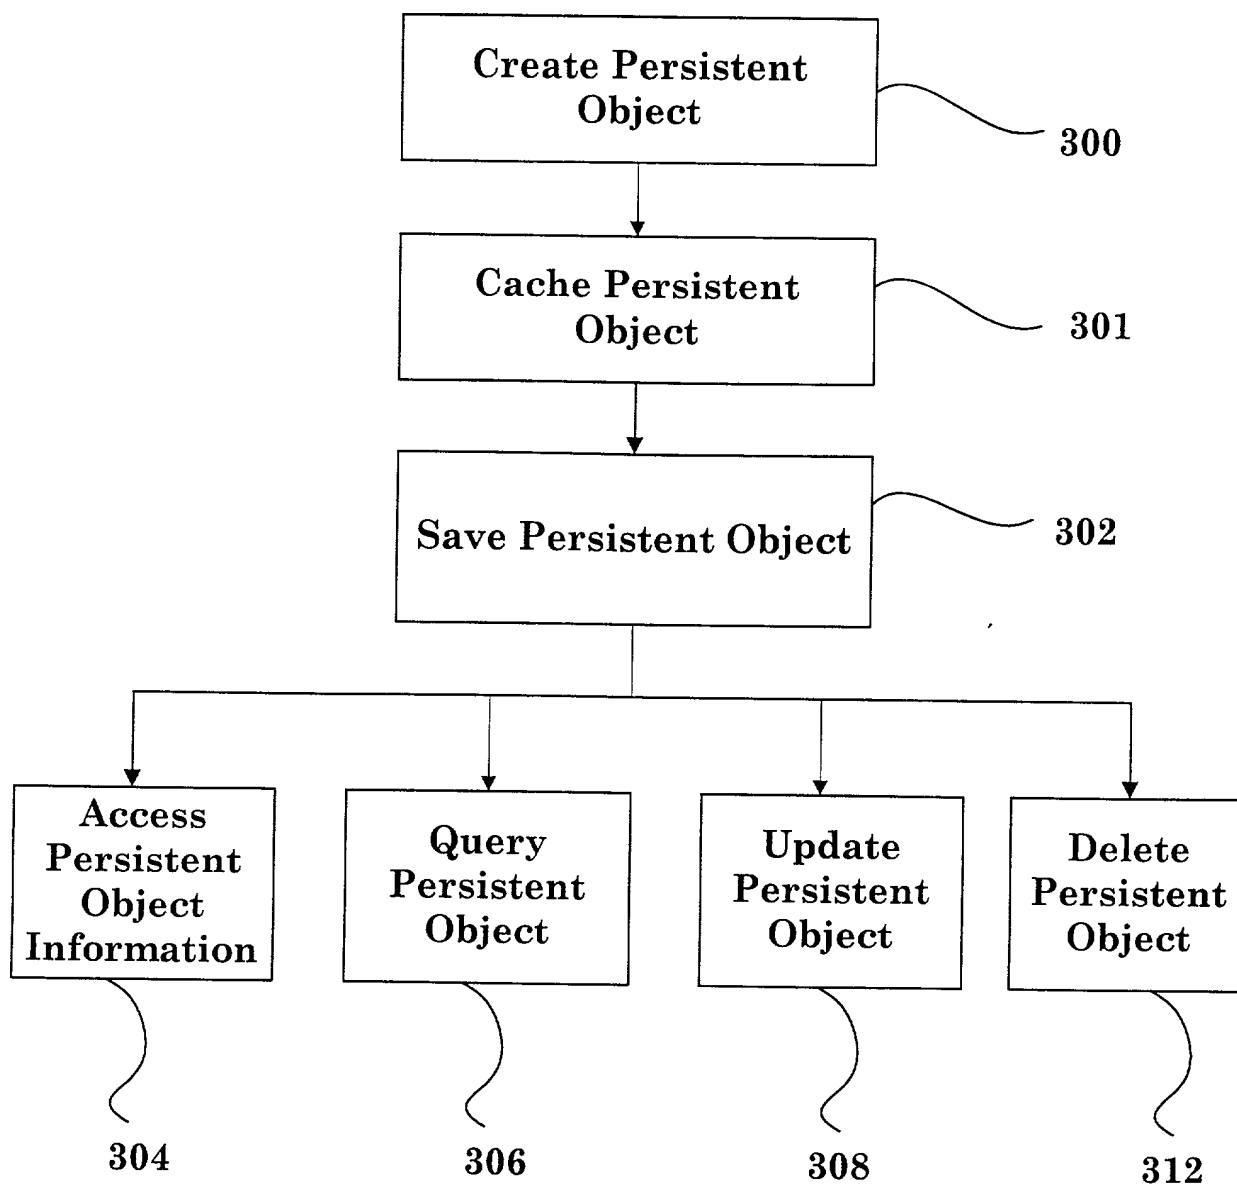 Create Persistent
Object
300
Cache Persistent
Object
301
Save Persistent Object
302
Access
Persistent
Object
Information
Query
Persistent
Object
Update
Persistent
Object
Delete
Persistent
Object
304
306
308
312